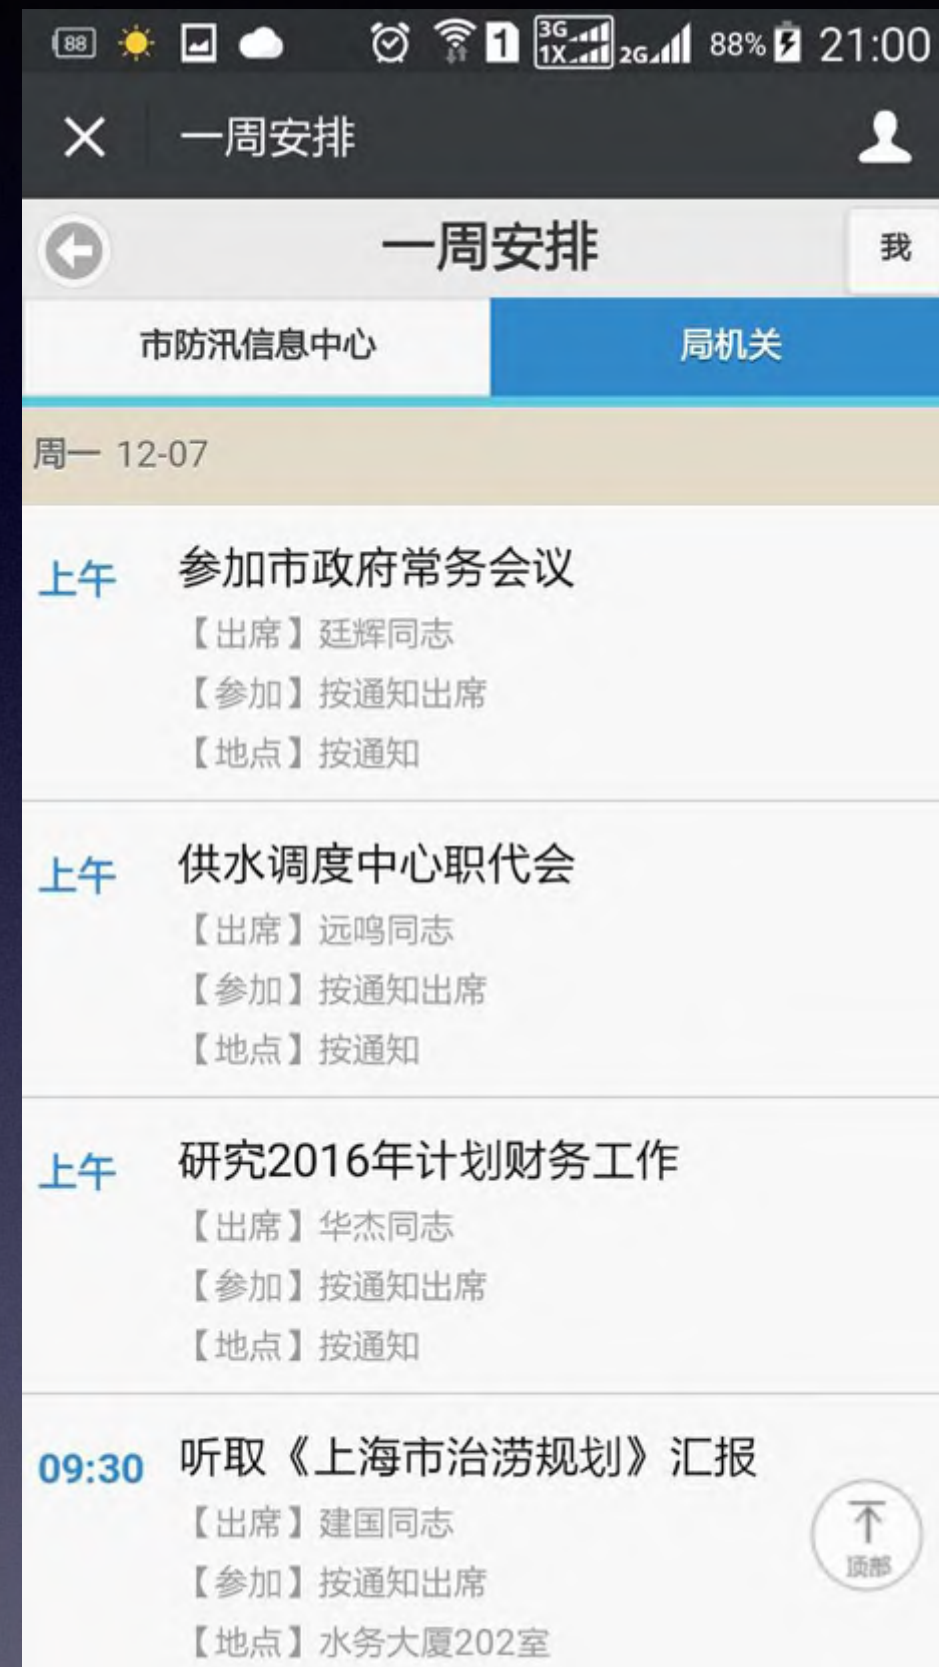 88 1 3G 1X 2G 88% 21:00
一周安排
一周安排 我
市防汛信息中心 局机关
周一 12-07
上午 参加市政府常务会议
【出席】廷辉同志
【参加】按通知出席
【地点】按通知
上午 供水调度中心职代会
【出席】远鸣同志
【参加】按通知出席
【地点】按通知
上午 研究2016年计划财务工作
【出席】华杰同志
【参加】按通知出席
【地点】按通知
09:30 听取《上海市治涝规划》汇报
【出席】建国同志
【参加】按通知出席
【地点】水务大厦202室
顶部